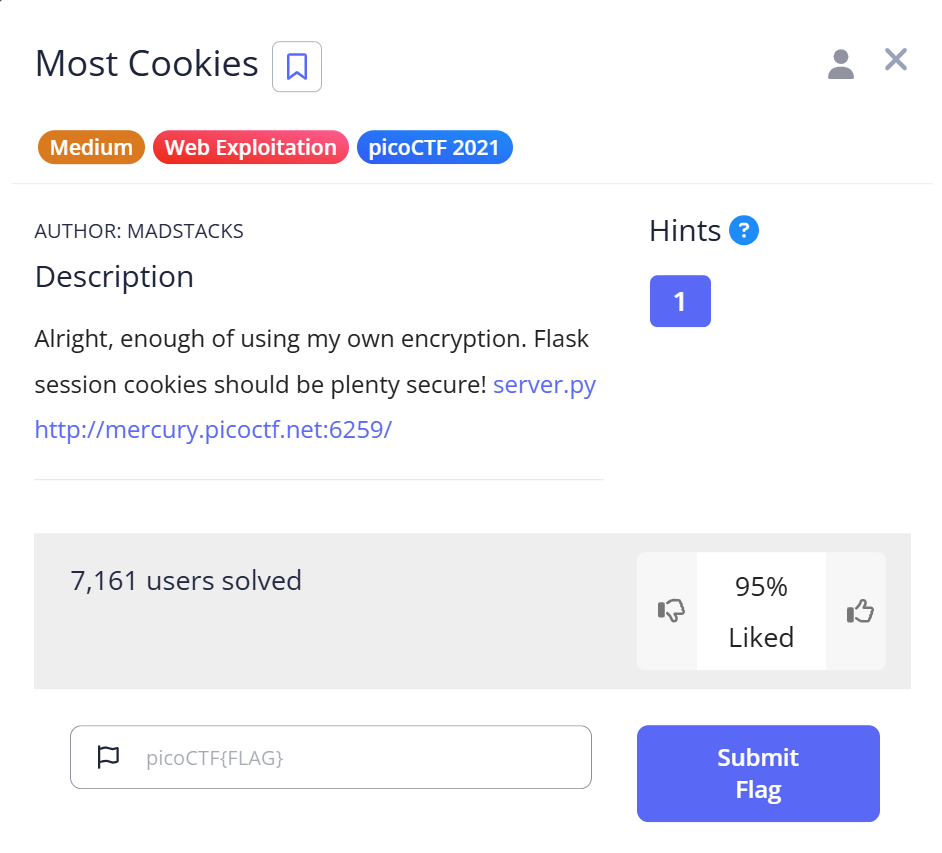 Most Cookies
Medium
Web Exploitation
picoCTF 2021
AUTHOR: MADSTACKS
Description
Alright, enough of using my own encryption. Flask
session cookies should be plenty secure! server.py
http://mercury.picoctf.net:6259/
Hints ?
1
7,161 users solved
95%
Liked
picoCTF{FLAG}
Submit
Flag